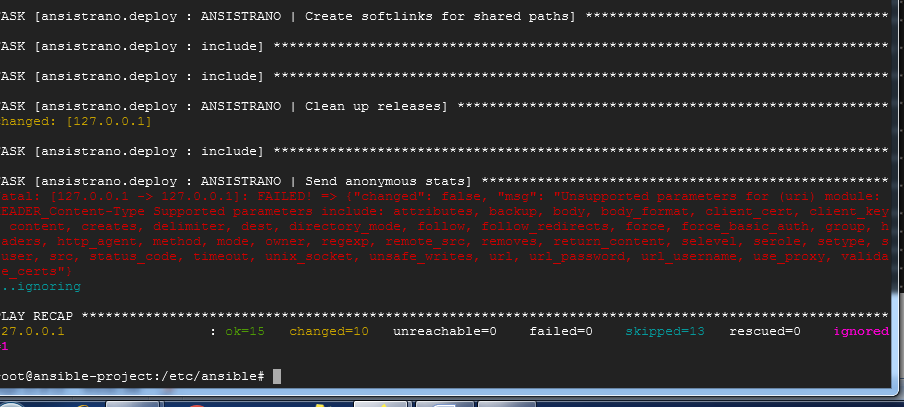 ASK [ansistrano.deploy : ANSISTRANO | Create softlinks for shared paths] **************************************
ASK [ansistrano.deploy : include] *****************************************************************************
ASK [ansistrano.deploy : include] *****************************************************************************
ASK [ansistrano.deploy : ANSISTRANO | Clean up releases] ******************************************************
hanged: [127.0.0.1]
ASK [ansistrano.deploy : include] *****************************************************************************
ASK [ansistrano.deploy : ANSISTRANO | Send anonymous stats] ***************************************************
atal: [127.0.0.1 -> 127.0.0.1]: FAILED! => {"changed": false, "msg": "Unsupported parameters for (uri) module:
EADER_Content-Type Supported parameters include: attributes, backup, body, body_format, client_cert, client_key
 content, creates, delimiter, dest, directory_mode, follow, follow_redirects, force, force_basic_auth, group, h
aders, http_agent, method, mode, owner, regexp, remote_src, removes, return_content, selevel, serole, setype, s
user, src, status_code, timeout, unix_socket, unsafe_writes, url, url_password, url_username, use_proxy, valida
e_certs"}
..ignoring
LAY RECAP *****************************************************************************************************
27.0.0.1 : ok=15 changed=10 unreachable=0 failed=0 skipped=13 rescued=0 ignored
=1
oot@ansible-project:/etc/ansible#